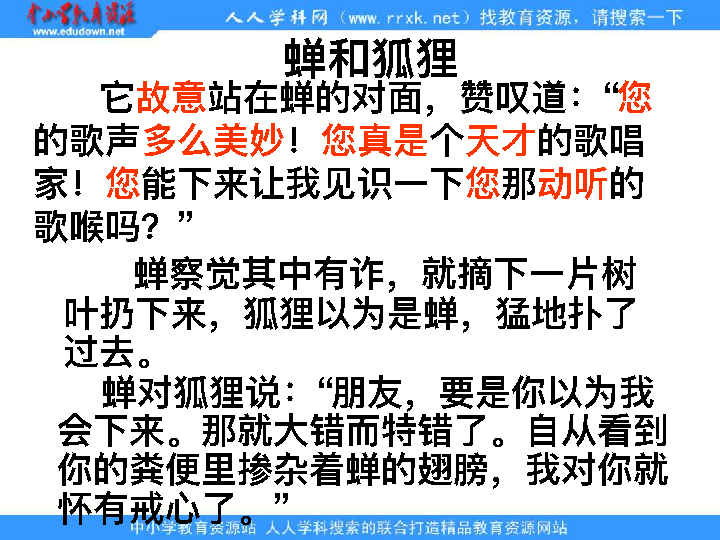 中小学教育资源
www.edudown.net
人人学科网（www.rrxk.net）找教育资源，请搜索一下
蝉和狐狸
它故意站在蝉的对面，赞叹道：“您
的歌声多么美妙！您真是个天才的歌唱
家！您能下来让我见识一下您那动听的
歌喉吗？”
蝉察觉其中有诈，就摘下一片树
叶扔下来，狐狸以为是蝉，猛地扑了
过去。
蝉对狐狸说：“朋友，要是你以为我
会下来。那就大错而特错了。自从看到
你的粪便里掺杂着蝉的翅膀，我对你就
怀有戒心了。”
中小学教育资源站 人人学科搜索的联合打造精品教育资源网站